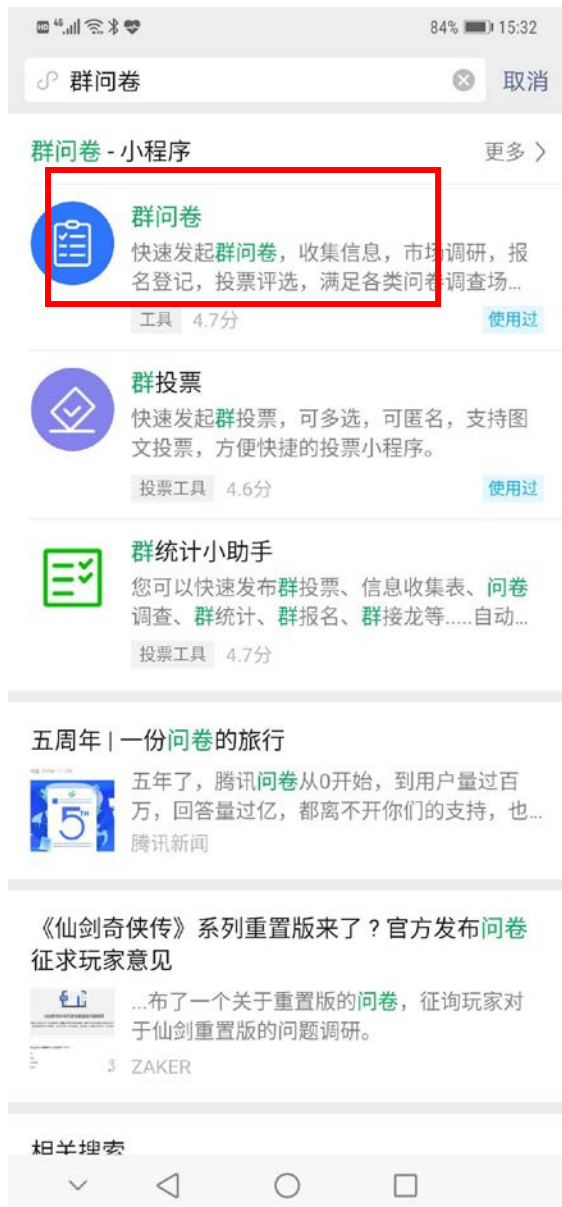 HD 4G 84% 15:32
群问卷 取消
群问卷 - 小程序 更多
群问卷
快速发起群问卷，收集信息，市场调研，报
名登记，投票评选，满足各类问卷调查场...
工具 4.7分 使用过
群投票
快速发起群投票，可多选，可匿名，支持图
文投票，方便快捷的投票小程序。
投票工具 4.6分 使用过
群统计小助手
您可以快速发布群投票、信息收集表、问卷
调查、群统计、群报名、群接龙等.....自动...
投票工具 4.7分
五周年 | 一份问卷的旅行
5TH
五年了，腾讯问卷从0开始，到用户量过百
万，回答量过亿，都离不开你们的支持，也...
腾讯新闻
《仙剑奇侠传》系列重置版来了？官方发布问卷
征求玩家意见
...布了一个关于重置版的问卷，征询玩家对
于仙剑重置版的问题调研。
3 ZAKER
相关搜索